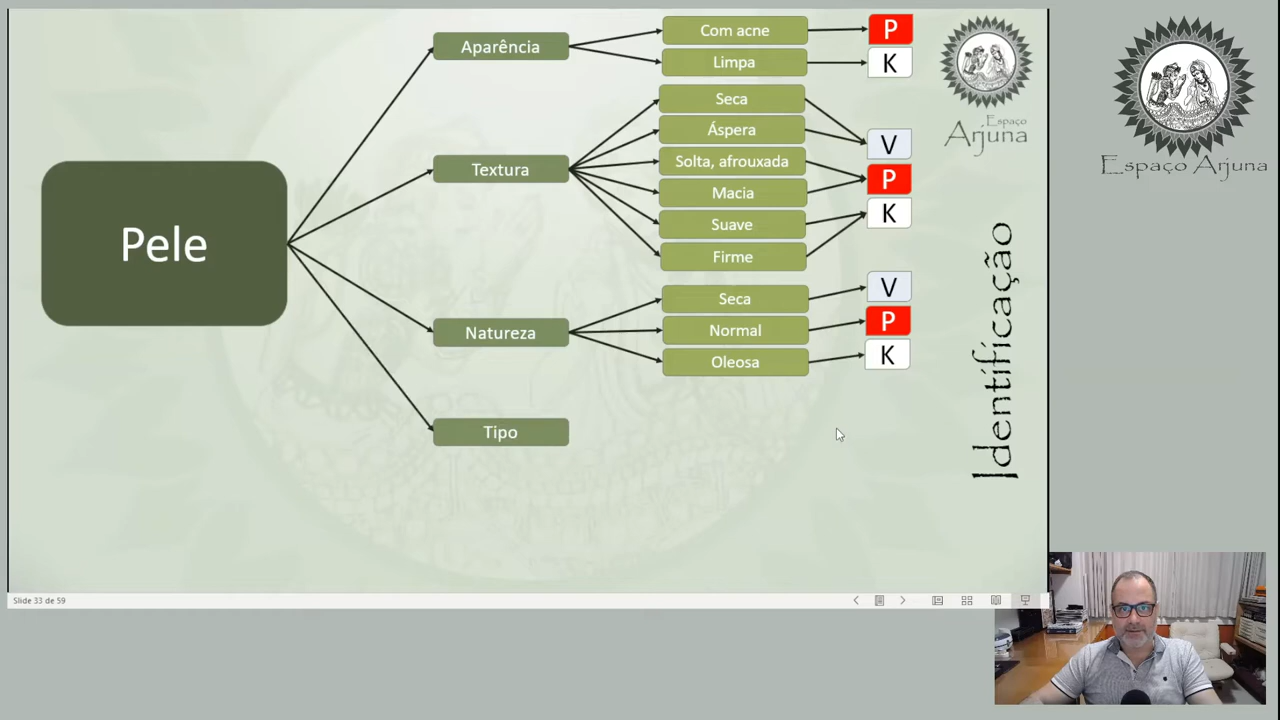 Pele
Aparência
Com acne
P
Limpa
K
Textura
Seca
Áspera
V
Solta, afrouxada
Macia
P
Suave
Firme
K
Natureza
Seca
V
Normal
P
Oleosa
K
Tipo
Espaço
Arjuna
Identificação
Espaço Arjuna
Slide 33 de 59